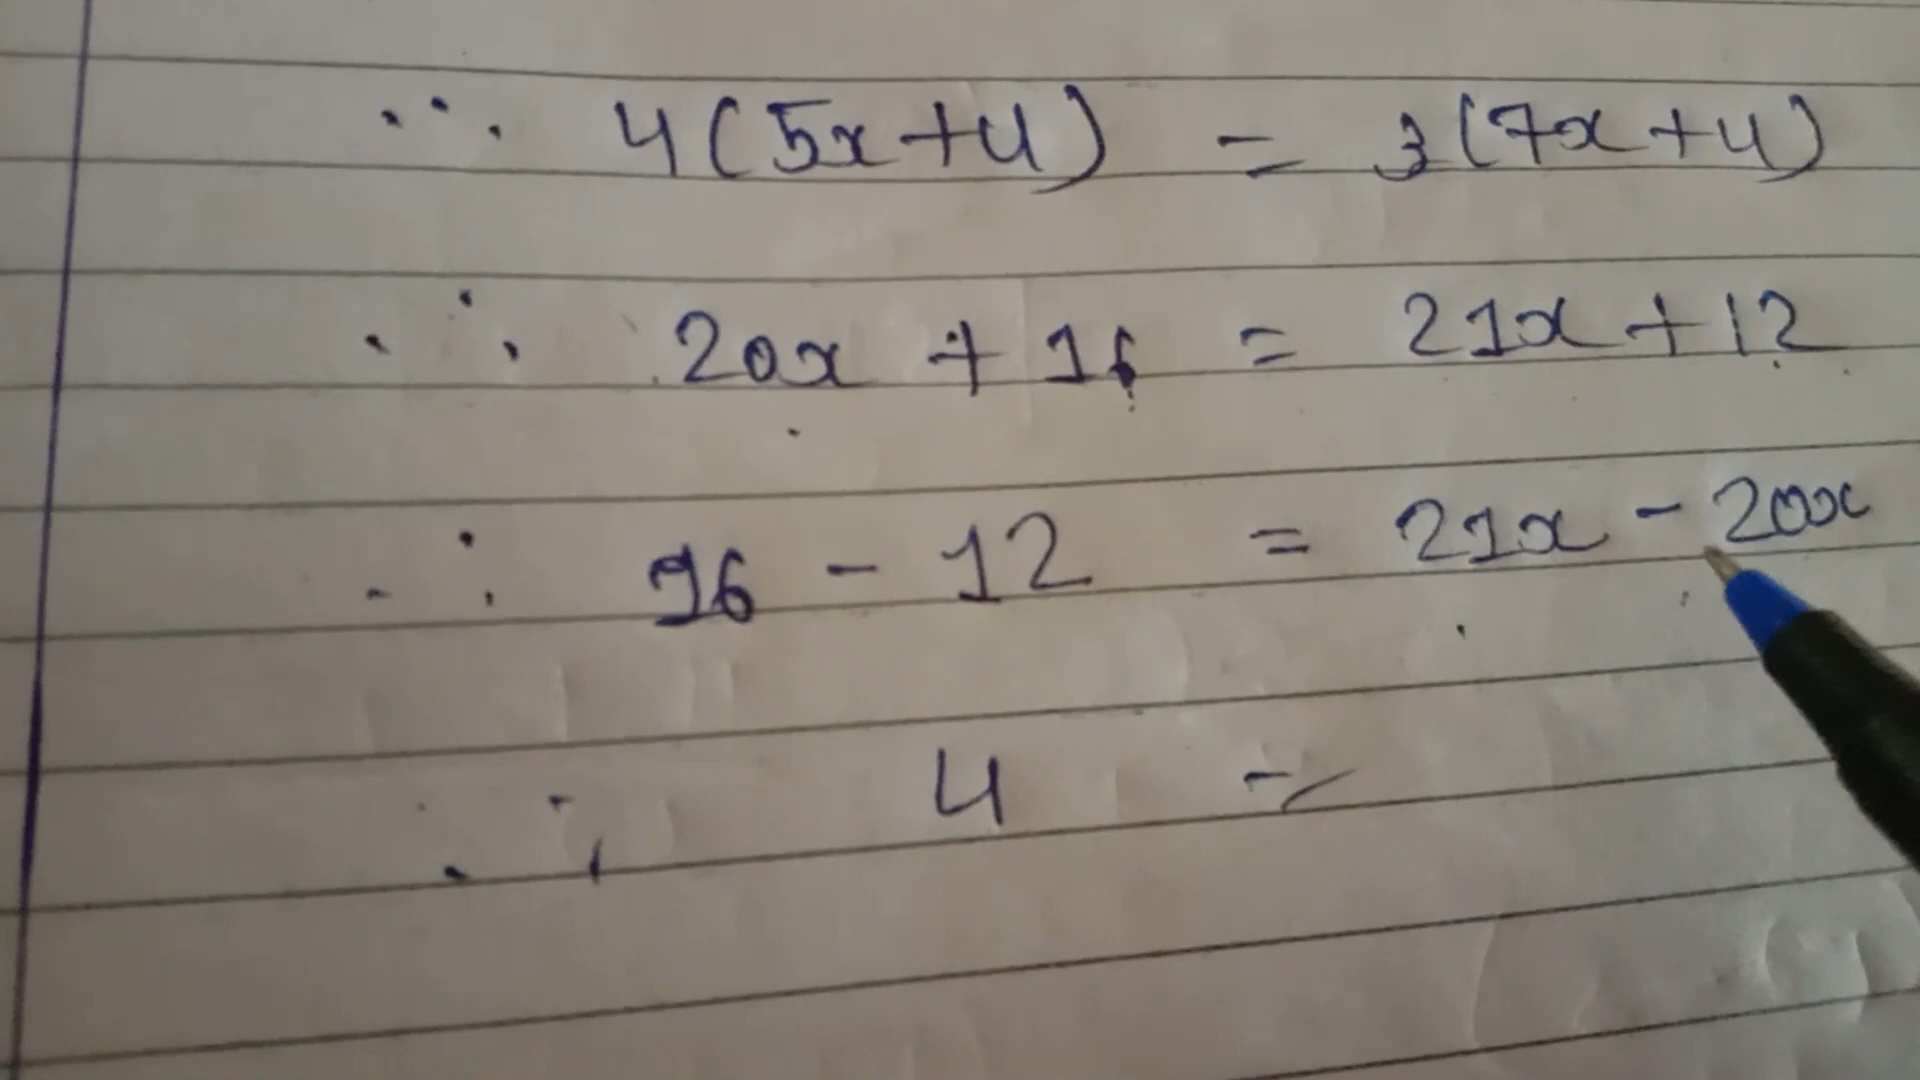 ∴ 4(5x+4) = 3(7x+4)
∴ 20x + 16 = 21x + 12
∴ 16 - 12 = 21x - 20x
∴ 4 =